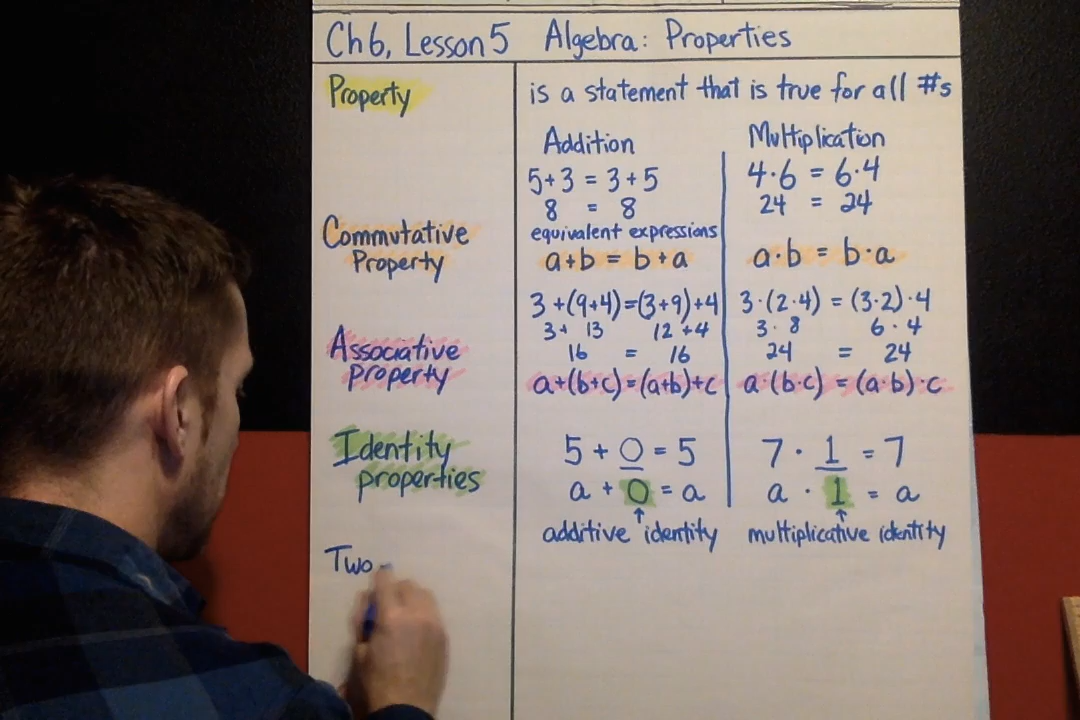 Ch 6, Lesson 5 Algebra: Properties
Property is a statement that is true for all #s
Addition Multiplication
5+3 = 3+5 4·6 = 6·4
8 = 8 24 = 24
Commutative equivalent expressions
Property a+b = b+a a·b = b·a
3+(9+4)=(3+9)+4 3·(2·4) = (3·2)·4
3+ 13 12+4 3·8 6·4
Associative 16 = 16 24 = 24
property a+(b+c)=(a+b)+c a·(b·c) = (a·b)·c
Identity 5 + 0 = 5 7 · 1 = 7
properties a + 0 = a a · 1 = a
↑ ↑
additive identity multiplicative identity
Two -